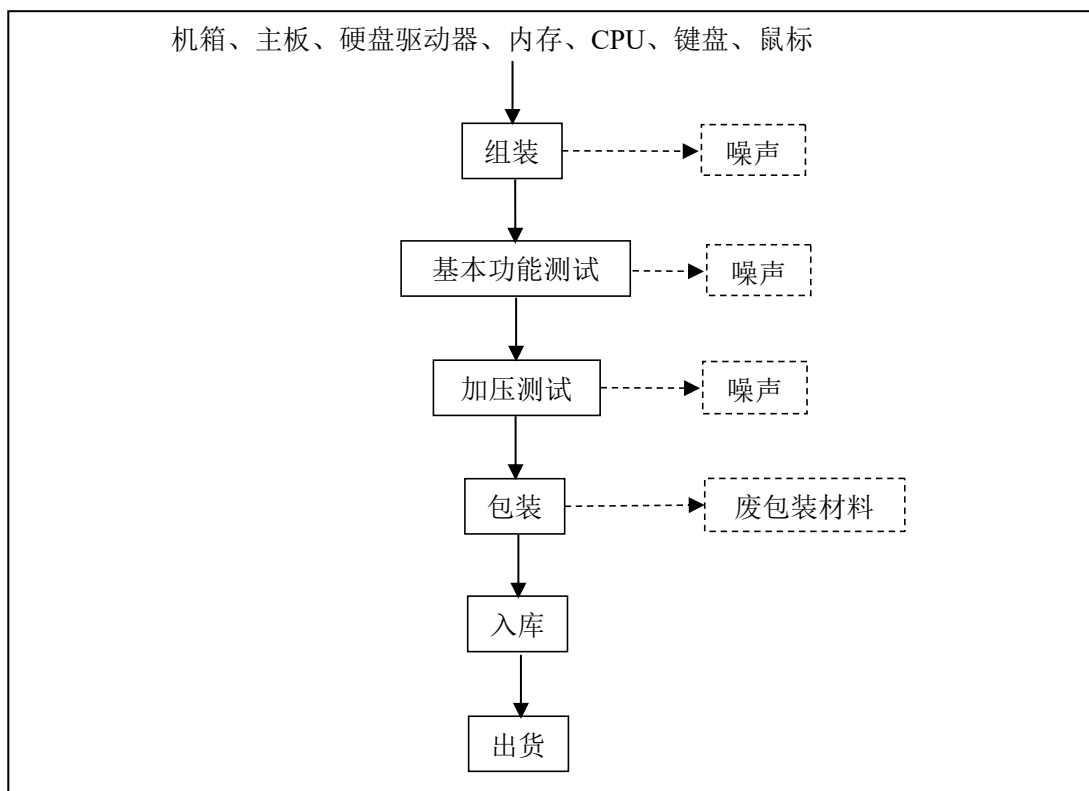 机箱、主板、硬盘驱动器、内存、CPU、键盘、鼠标
组装
噪声
基本功能测试
噪声
加压测试
噪声
包装
废包装材料
入库
出货